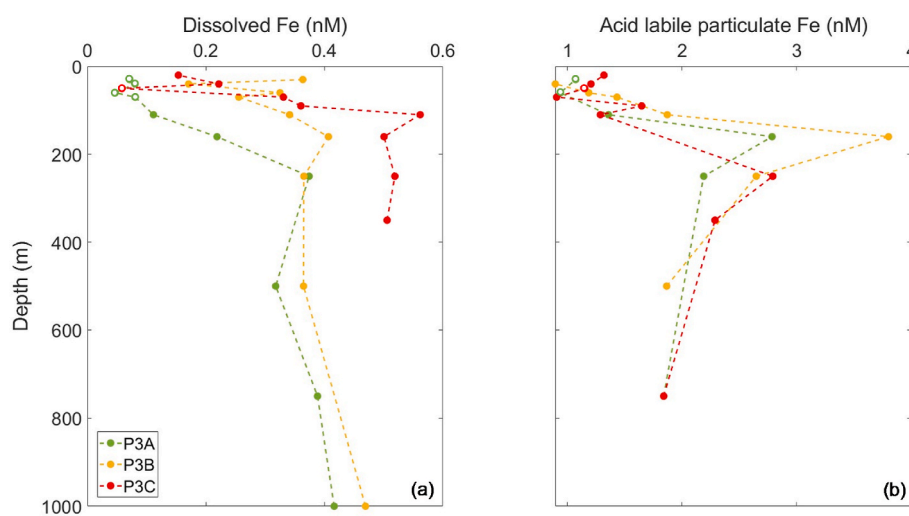 Dissolved Fe (nM)
0 0.2 0.4 0.6
0
200
400
600
800
1000
Depth (m)
P3A
P3B
P3C
(a)
Acid labile particulate Fe (nM)
1 2 3 4
(b)